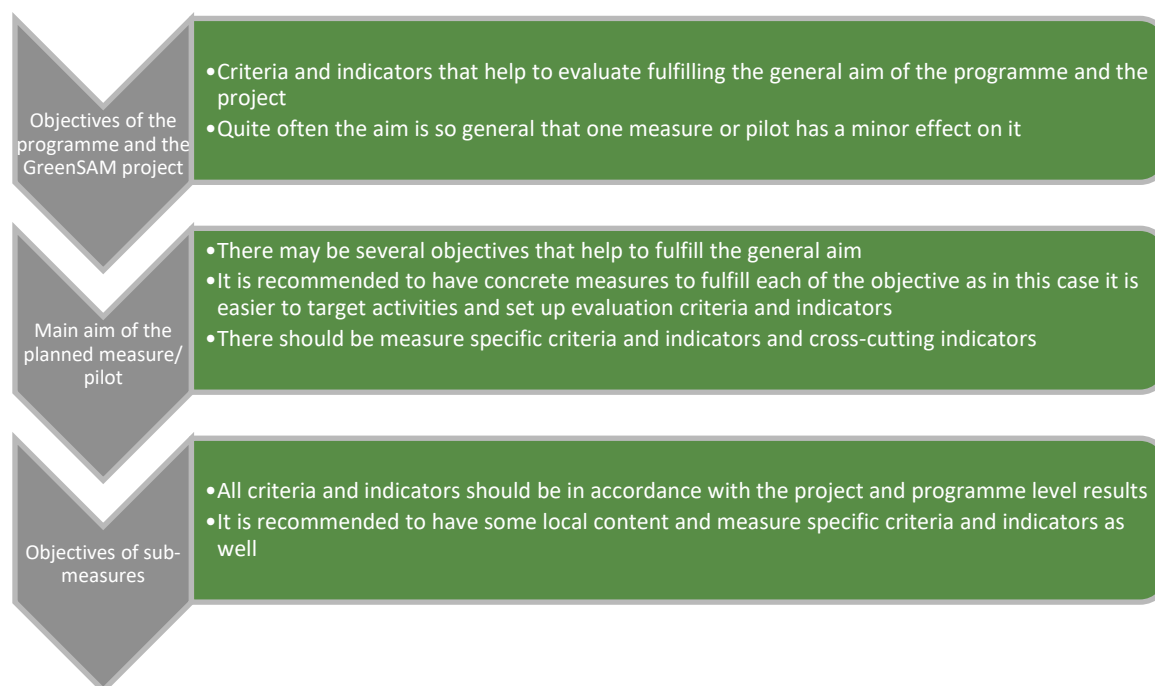 Objectives of the
programme and the
GreenSAM project
•Criteria and indicators that help to evaluate fulfilling the general aim of the programme and the
project
•Quite often the aim is so general that one measure or pilot has a minor effect on it
Main aim of the
planned measure/
pilot
•There may be several objectives that help to fulfill the general aim
•It is recommended to have concrete measures to fulfill each of the objective as in this case it is
easier to target activities and set up evaluation criteria and indicators
•There should be measure specific criteria and indicators and cross-cutting indicators
Objectives of sub-
measures
•All criteria and indicators should be in accordance with the project and programme level results
•It is recommended to have some local content and measure specific criteria and indicators as
well